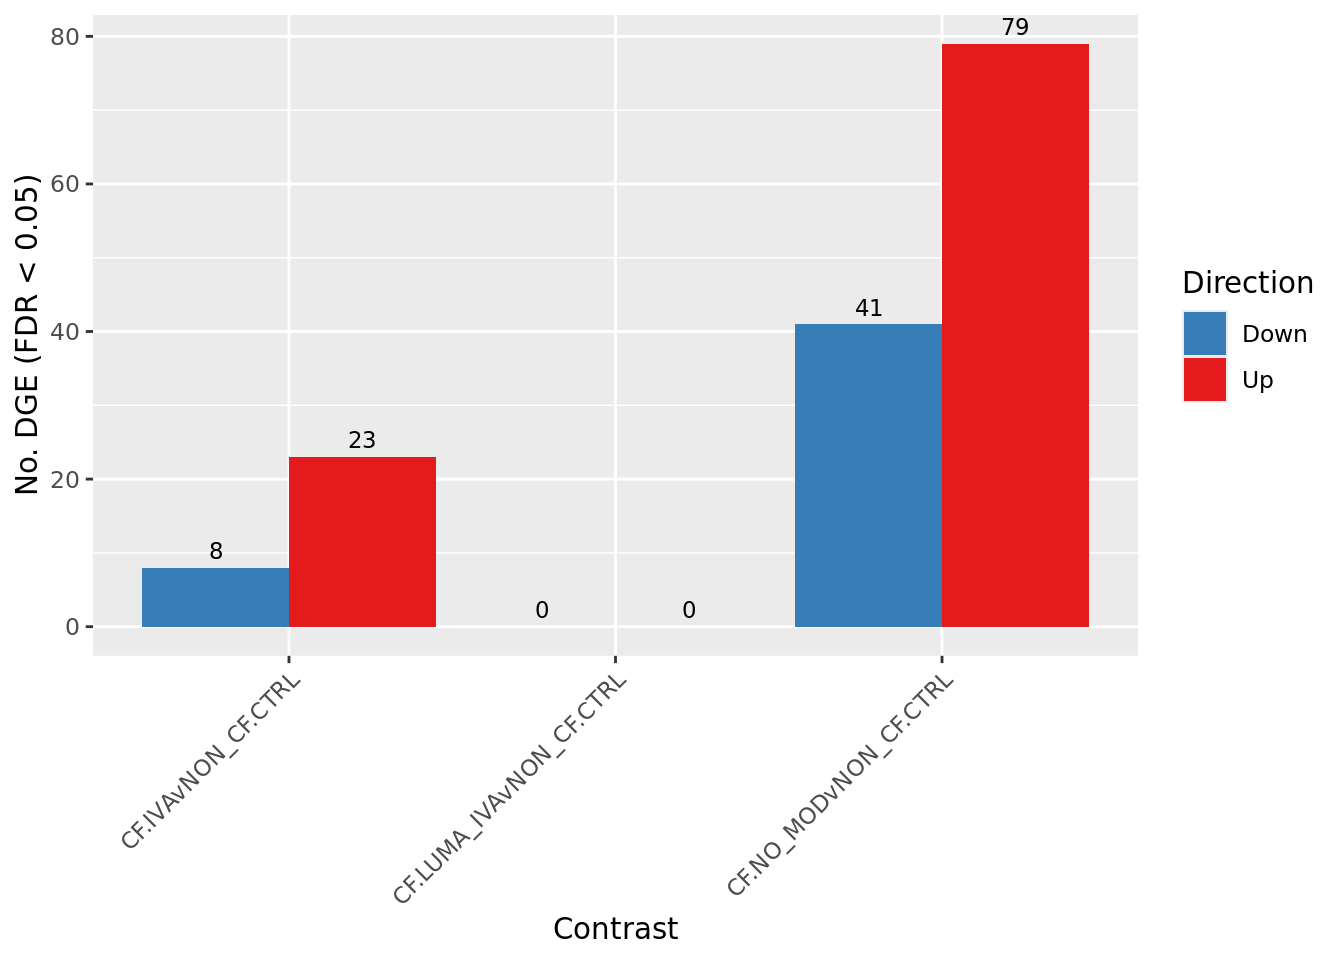 No. DGE (FDR < 0.05)
80
60
40
20
0
8
23
0
0
41
79
CF.IVAvNON_CF.CTRL
CF.LUMA_IVAvNON_CF.CTRL
CF.NO_MODvNON_CF.CTRL
Contrast
Direction
Down
Up